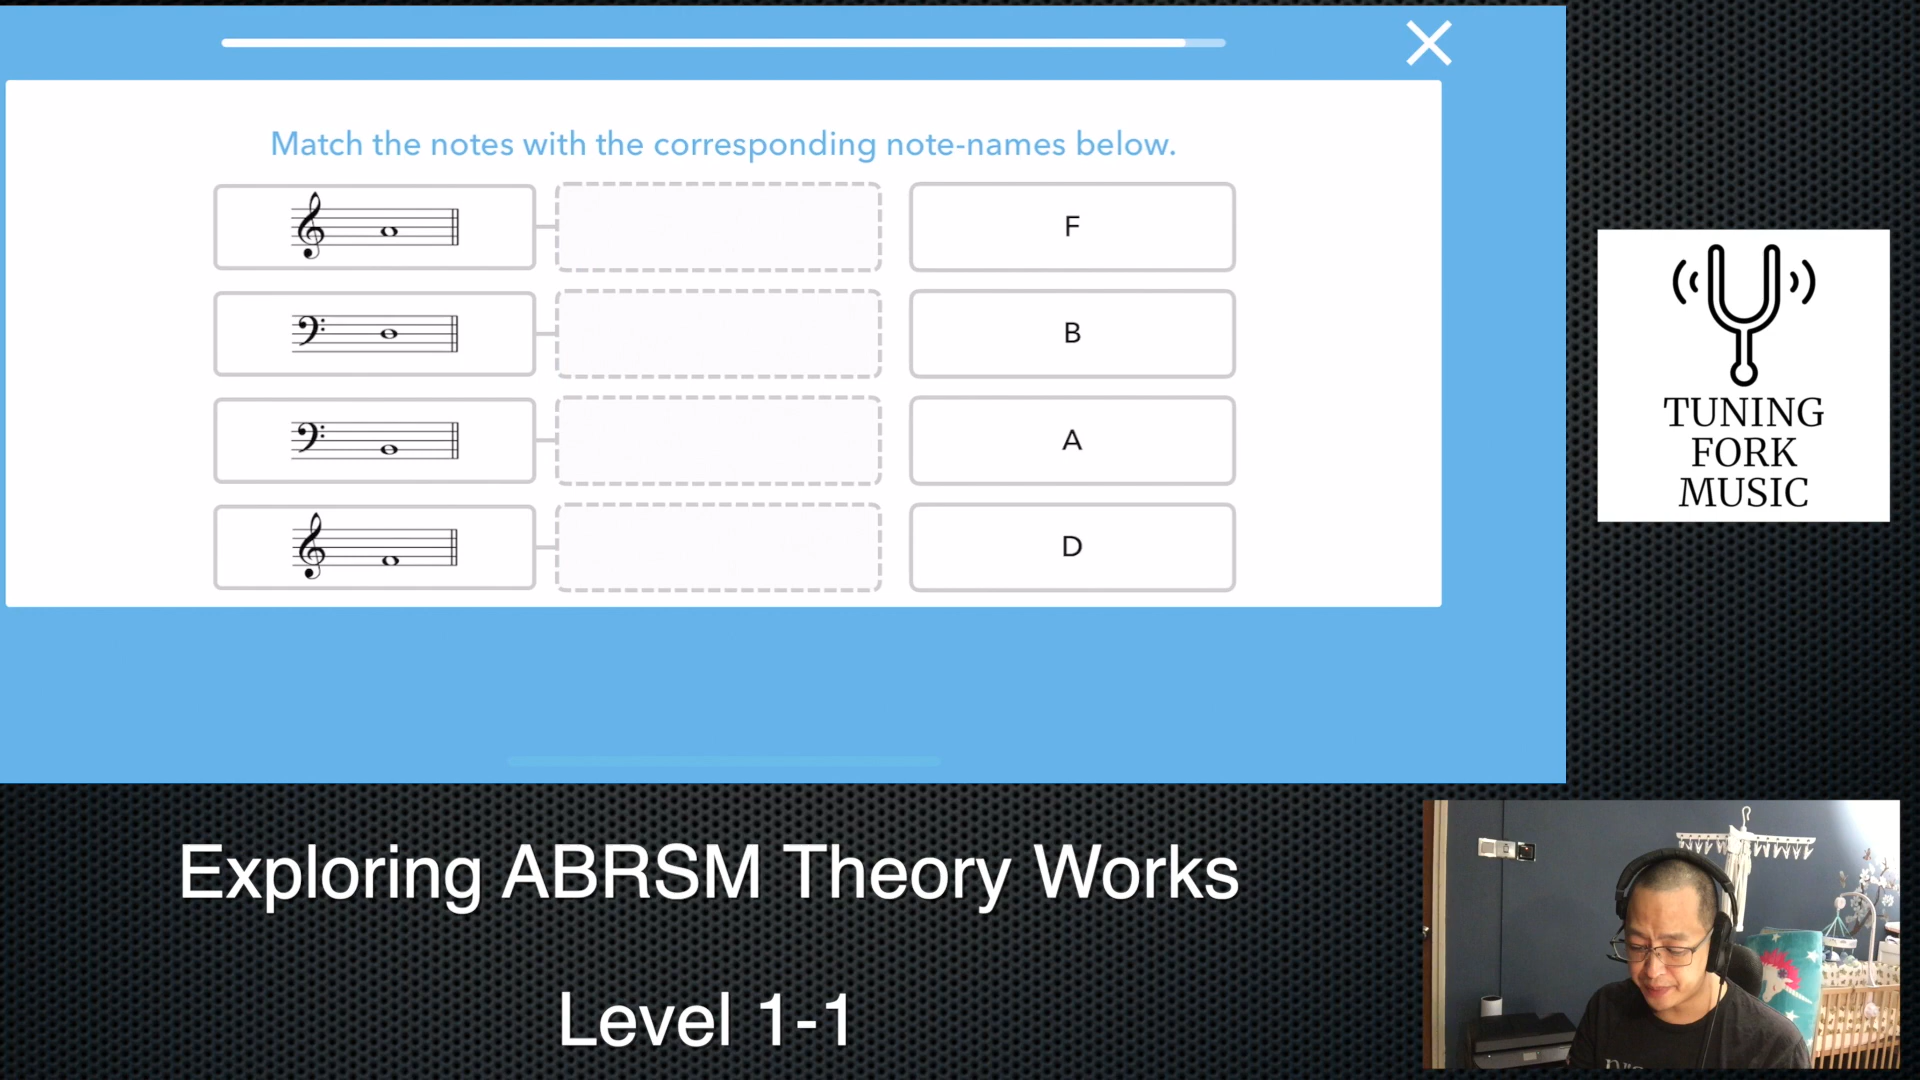 Match the notes with the corresponding note-names below.
F
B
A
D
TUNING
FORK
MUSIC
Exploring ABRSM Theory Works
Level 1-1